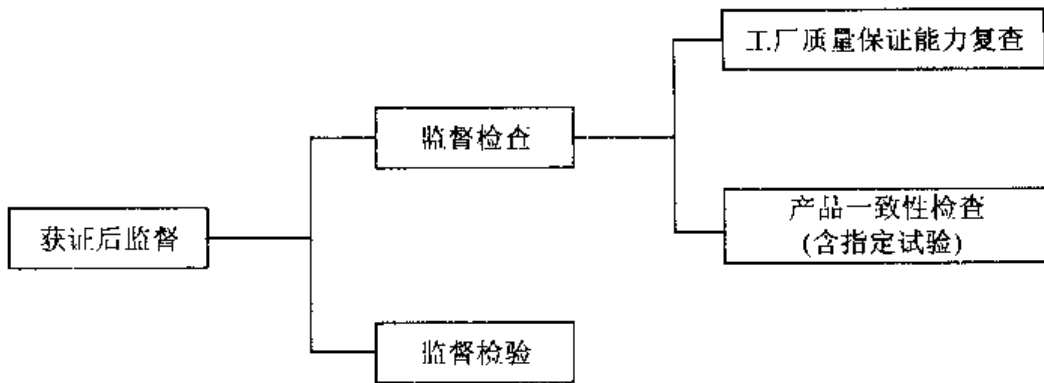 工厂质量保证能力复查
监督检查
产品一致性检查
(含指定试验)
获证后监督
监督检验